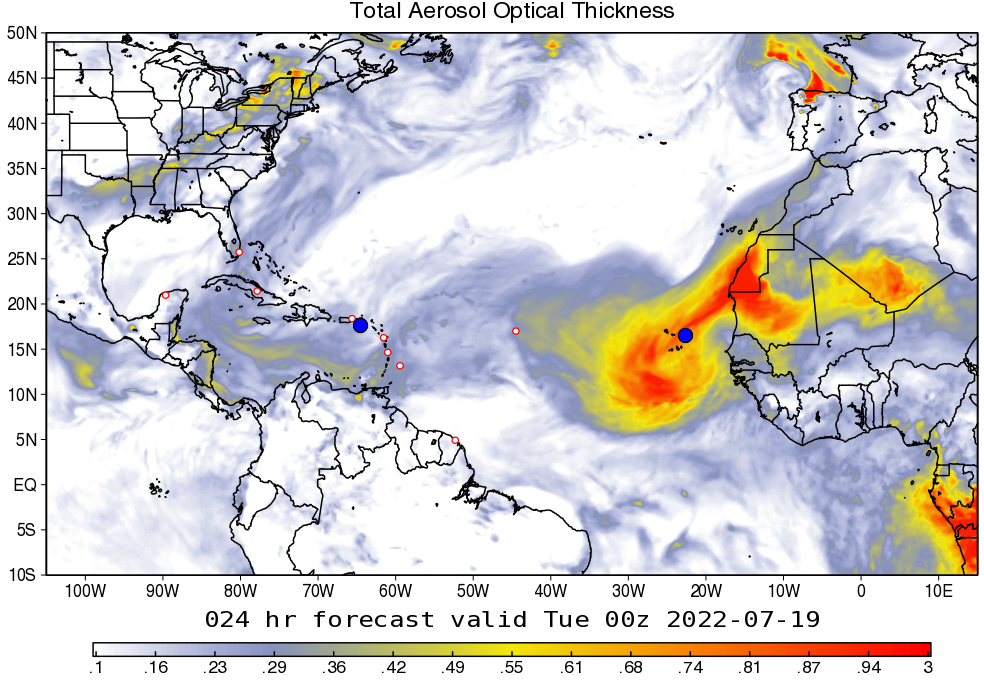 Total Aerosol Optical Thickness
50N
45N
40N
35N
30N
25N
20N
15N
10N
5N
EQ
5S
10S
100W 90W 80W 70W 60W 50W 40W 30W 20W 10W 0 10E
024 hr forecast valid Tue 00z 2022-07-19
.1 .16 .23 .29 .36 .42 .49 .55 .61 .68 .74 .81 .87 .94 3